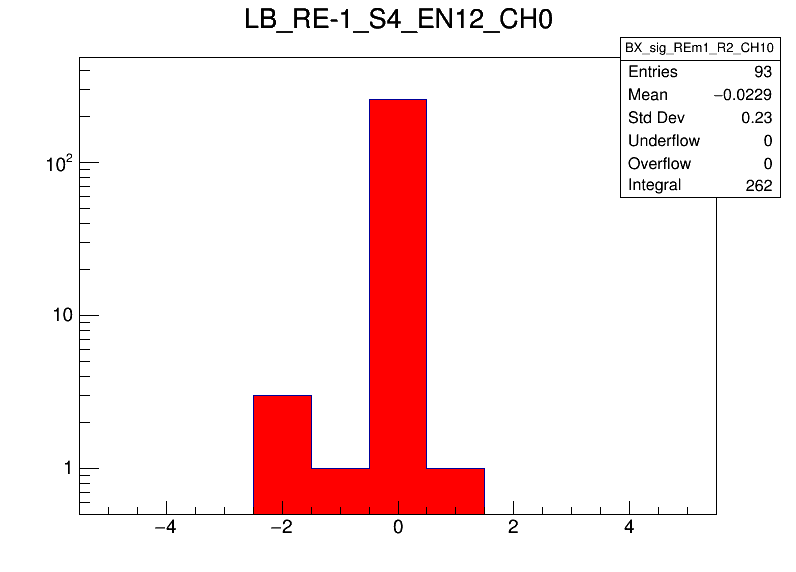 LB_RE-1_S4_EN12_CH0
BX_sig_REm1_R2_CH10
Entries 93
Mean −0.0229
Std Dev 0.23
Underflow 0
Overflow 0
Integral 262
10²
10
1
−4 −2 0 2 4